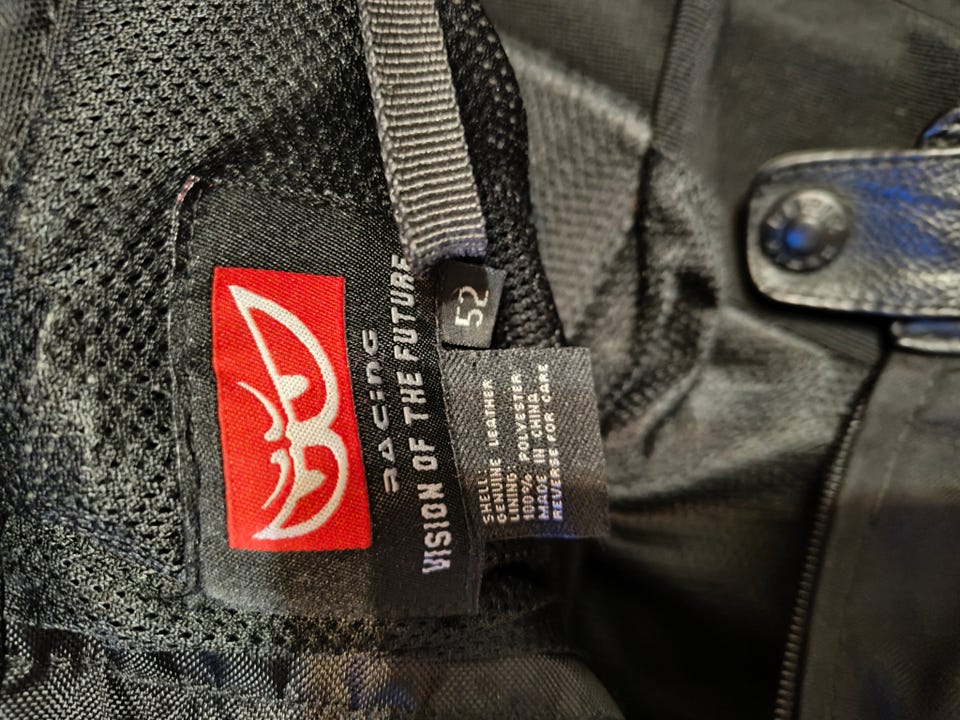 RACING
VISION OF THE FUTURE
52
SHELL
GENUINE LEATHER
LINING
100% POLYESTER
MADE IN CHINA
REVERSE FOR CARE